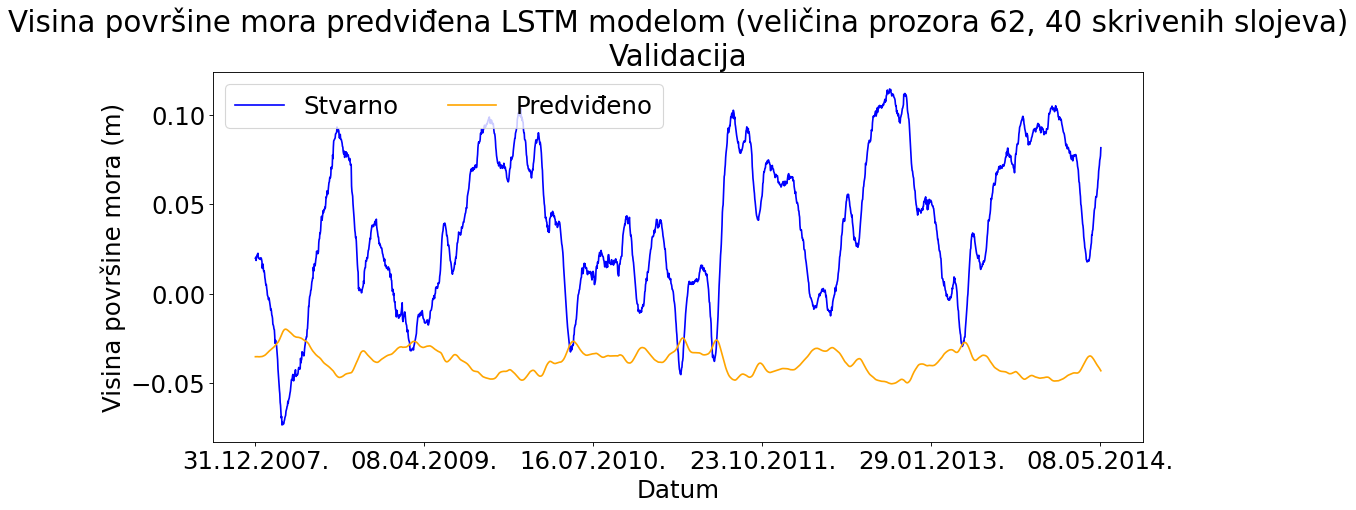 Visina površine mora predviđena LSTM modelom (veličina prozora 62, 40 skrivenih slojeva)
Validacija
Stvarno Predviđeno
Visina površine mora (m)
0.10
0.05
0.00
−0.05
31.12.2007. 08.04.2009. 16.07.2010. 23.10.2011. 29.01.2013. 08.05.2014.
Datum